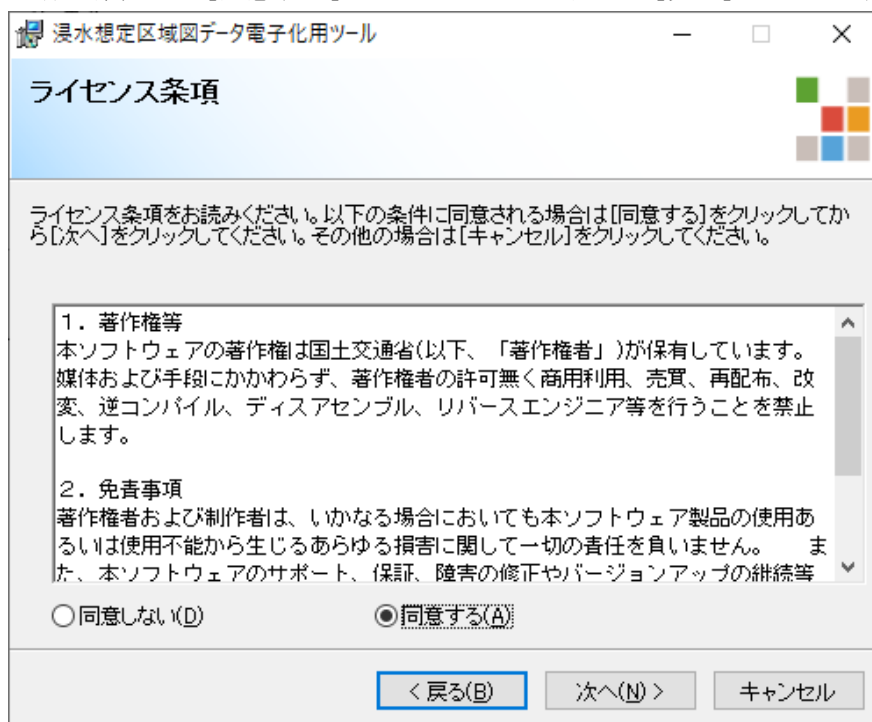 浸水想定区域図データ電子化用ツール
ライセンス条項
ライセンス条項をお読みください。以下の条件に同意される場合は[同意する]をクリックしてか
ら[次へ]をクリックしてください。その他の場合は[キャンセル]をクリックしてください。
１．著作権等
本ソフトウェアの著作権は国土交通省(以下、「著作権者」)が保有しています。
媒体および手段にかかわらず、著作権者の許可無く商用利用、売買、再配布、改
変、逆コンパイル、ディスアセンブル、リバースエンジニア等を行うことを禁止
します。
２．免責事項
著作権者および制作者は、いかなる場合においても本ソフトウェア製品の使用あ
るいは使用不能から生じるあらゆる損害に関して一切の責任を負いません。　ま
た、本ソフトウェアのサポート、保証、障害の修正やバージョンアップの継続等
同意しない(D)
同意する(A)
< 戻る(B)
次へ(N) >
キャンセル